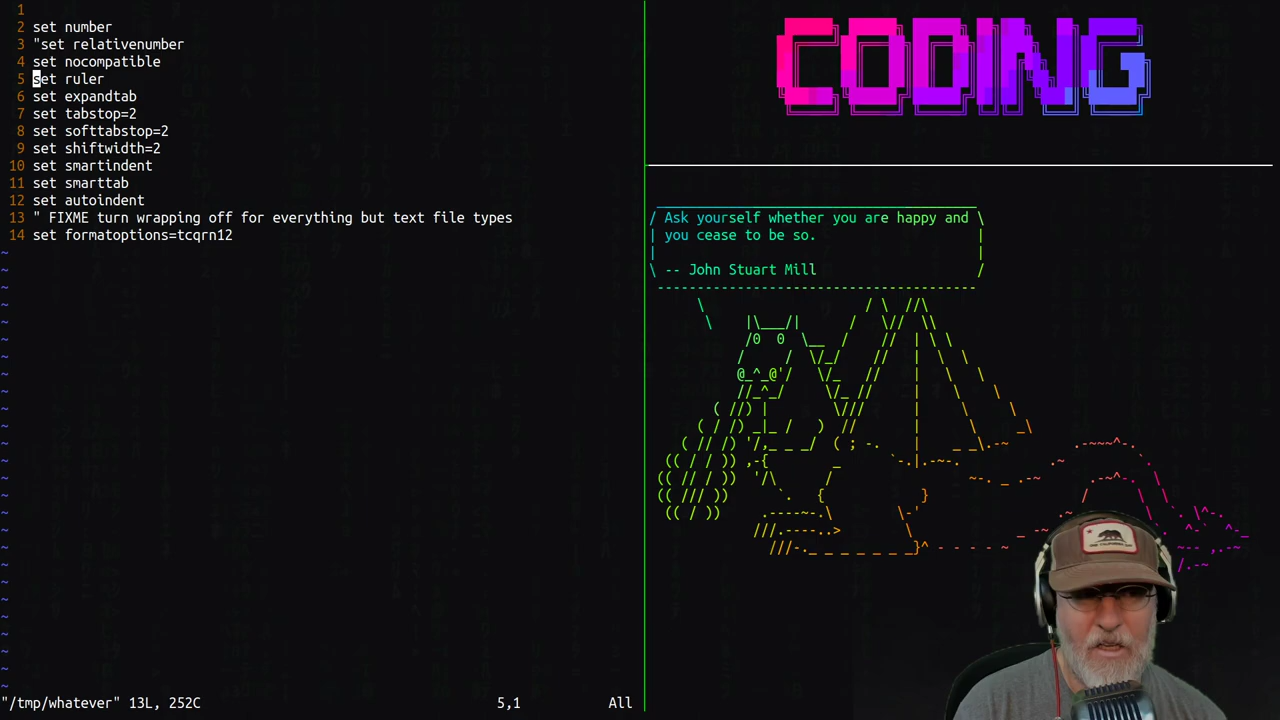 1
2 set number
3 "set relativenumber
4 set nocompatible
5 set ruler
6 set expandtab
7 set tabstop=2
8 set softtabstop=2
9 set shiftwidth=2
10 set smartindent
11 set smarttab
12 set autoindent
13 " FIXME turn wrapping off for everything but text file types
14 set formatoptions=tcqrn12
"/tmp/whatever" 13L, 252C 5,1 All
CODING
Ask yourself whether you are happy and
you cease to be so.
-- John Stuart Mill